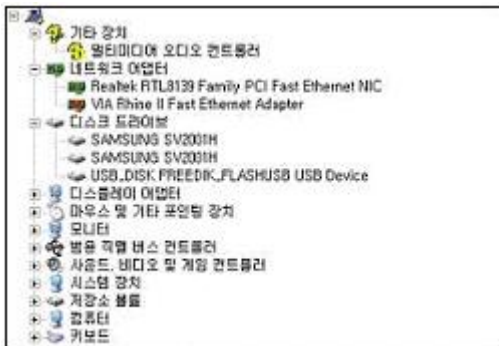 기타 장치
멀티미디어 오디오 컨트롤러
네트워크 어댑터
Realtek RTL8139 Family PCI Fast Ethernet NIC
VIA Rhine II Fast Ethernet Adapter
디스크 드라이브
SAMSUNG SV2001H
SAMSUNG SV2001H
USB_DISK FREEDIK_FLASHUSB USB Device
디스플레이 어댑터
마우스 및 기타 포인팅 장치
모니터
범용 직렬 버스 컨트롤러
사운드, 비디오 및 게임 컨트롤러
시스템 장치
저장소 볼륨
컴퓨터
키보드